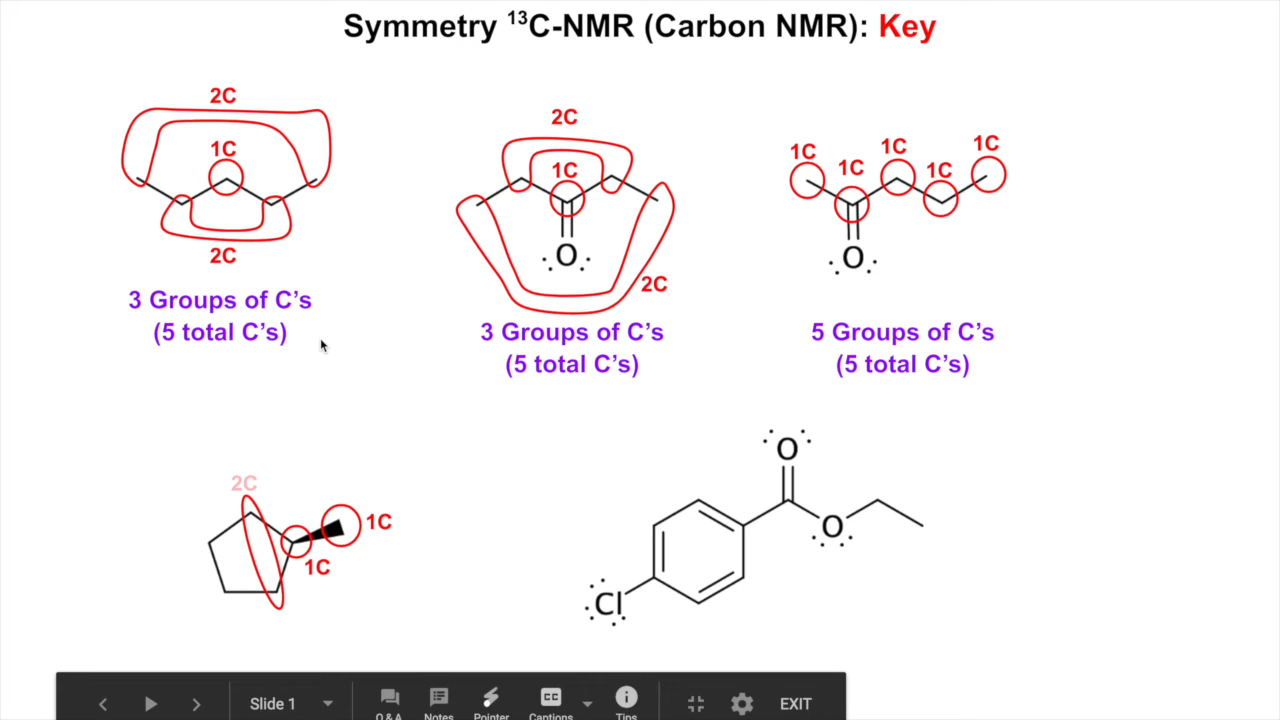 Symmetry ¹³C-NMR (Carbon NMR): Key
2C
1C
2C
3 Groups of C’s
(5 total C’s)
2C
1C
O
2C
3 Groups of C’s
(5 total C’s)
1C
1C
1C
1C
1C
O
5 Groups of C’s
(5 total C’s)
2C
1C
1C
O
O
Cl
Slide 1
Q & A
Notes
Pointer
CC
Captions
Tips
EXIT